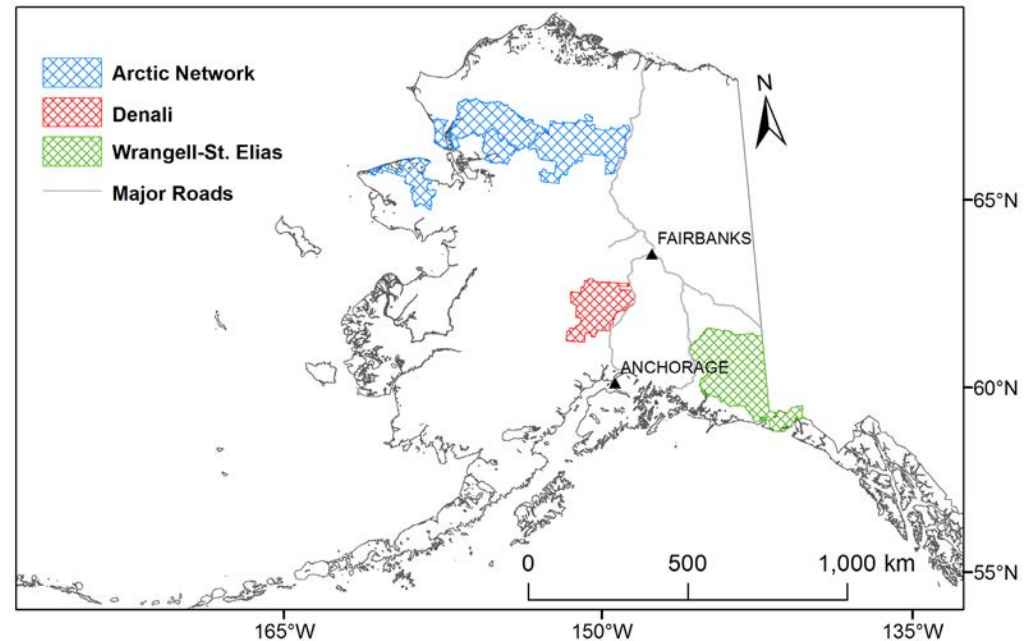 Arctic Network
Denali
Wrangell-St. Elias
Major Roads
N
65°N
FAIRBANKS
ANCHORAGE
60°N
0 500 1,000 km
55°N
165°W 150°W 135°W